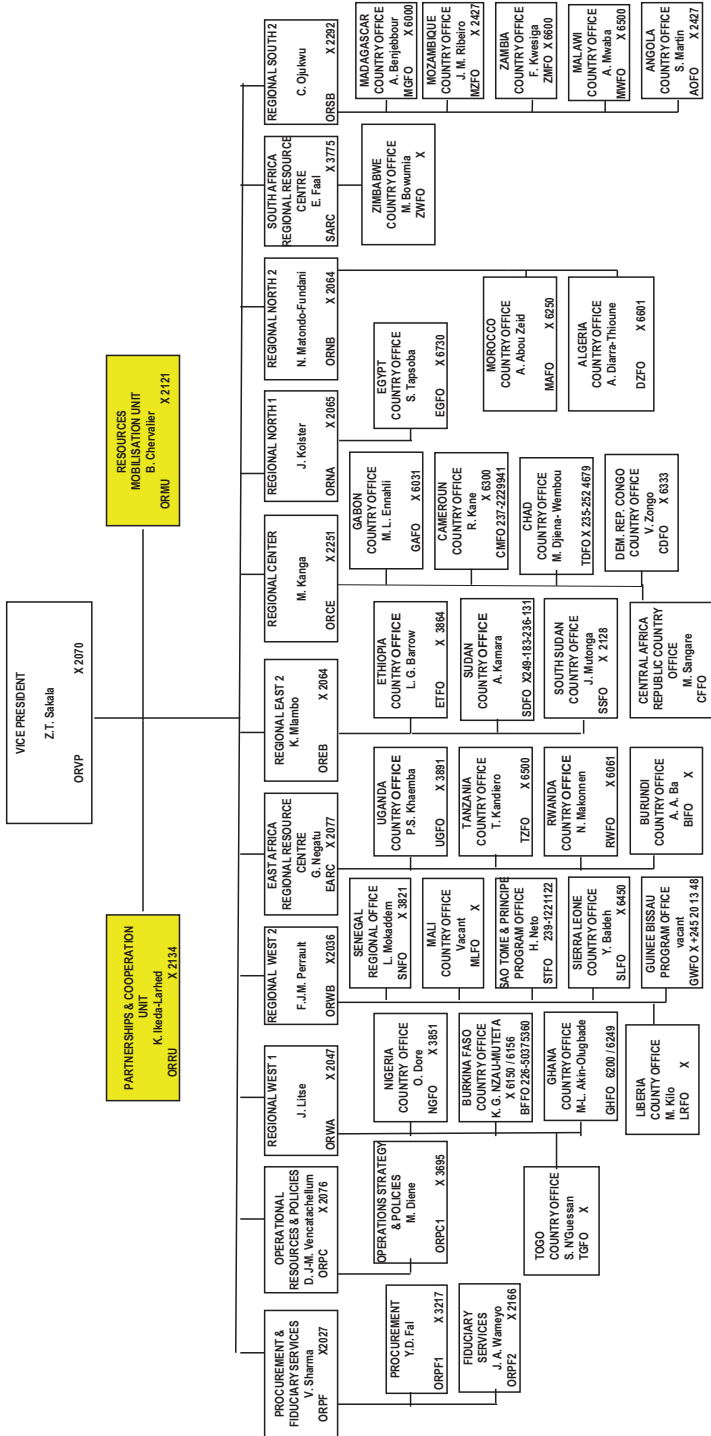 VICE PRESIDENT
Z.T. Sakala
ORVP X 2070
PARTNERSHIPS & COOPERATION
UNIT
K. Ikeda-Larhed
ORRU X 2134
RESOURCES
MOBILISATION UNIT
B. Chervalier
ORMU X 2121
PROCUREMENT &
FIDUCIARY SERVICES
V. Sharma
ORPF X2027
OPERATIONAL
RESOURCES & POLICIES
D. J-M. Vencatachellum
ORPC X 2076
REGIONAL WEST 1
J. Litse
ORWA X 2047
REGIONAL WEST 2
F.J.M. Perrault
ORWB X2036
EAST AFRICA
REGIONAL RESOURCE
CENTRE
G. Negatu
EARC X 2077
REGIONAL EAST 2
K. Mlambo
OREB X 2064
REGIONAL CENTER
M. Kanga
ORCE X 2251
REGIONAL NORTH 1
J. Kolster
ORNA X 2065
REGIONAL NORTH 2
N. Matondo-Fundani
ORNB X 2064
SOUTH AFRICA
REGIONAL RESOURCE
CENTRE
E. Faal
SARC X 3775
REGIONAL SOUTH 2
C. Ojukwu
ORSB X 2292
PROCUREMENT
Y.D. Fal
ORPF1 X 3217
FIDUCIARY
SERVICES
J. A. Wameyo
ORPF2 X 2166
OPERATIONS STRATEGY
& POLICIES
M. Diene
ORPC1 X 3695
NIGERIA
COUNTRY OFFICE
O. Dore
NGFO X 3851
BURKINA FASO
COUNTRY OFFICE
K. G. NZAU-MUTETA
X 6150 / 6156
BFFO 226-50375360
GHANA
COUNTRY OFFICE
M-L. Akin-Olugbade
GHFO 6200 / 6249
TOGO
COUNTRY OFFICE
S. N'Guessan
TGFO X
SENEGAL
REGIONAL OFFICE
L. Mokaddem
SNFO X 3821
MALI
COUNTRY OFFICE
Vacant
MLFO X
SAO TOME & PRINCIPE
PROGRAM OFFICE
H. Neto
STFO 239-1221122
SIERRA LEONE
COUNTRY OFFICE
Y. Baldeh
SLFO X 6450
GUINEE BISSAU
PROGRAM OFFICE
vacant
GWFO X +245 20 13 48
LIBERIA
COUNTY OFFICE
M. Kilo
LRFO X
UGANDA
COUNTRY OFFICE
P.S. Khaemba
UGFO X 3891
TANZANIA
COUNTRY OFFICE
T. Kandiero
TZFO X 6500
RWANDA
COUNTRY OFFICE
N. Makonnen
RWFO X 6061
BURUNDI
COUNTRY OFFICE
A. A. Ba
BIFO X
ETHIOPIA
COUNTRY OFFICE
L. G. Barrow
ETFO X 3864
SUDAN
COUNTRY OFFICE
A. Kamara
SDFO X249-183-236-131
SOUTH SUDAN
COUNTRY OFFICE
J. Mutonga
SSFO X 2128
GABON
COUNTRY OFFICE
M. L. Ennahli
GAFO X 6031
CAMEROUN
COUNTRY OFFICE
R. Kane
X 6300
CMFO 237-2229941
CHAD
COUNTRY OFFICE
M. Djiena- Wembou
TDFO X 235-252 4679
DEM. REP. CONGO
COUNTRY OFFICE
V. Zongo
CDFO X 6333
CENTRAL AFRICA
REPUBLIC COUNTRY
OFFICE
M. Sangare
CFFO
EGYPT
COUNTRY OFFICE
S. Tapsoba
EGFO X 6730
MOROCCO
COUNTRY OFFICE
A. Abou Zeid
MAFO X 6250
ALGERIA
COUNTRY OFFICE
A. Diarra-Thioune
DZFO X 6601
ZIMBABWE
COUNTRY OFFICE
M. Bowumia
ZWFO X
MADAGASCAR
COUNTRY OFFICE
A. Benjebbour
MGFO X 6000
MOZAMBIQUE
COUNTRY OFFICE
J. M. Ribeiro
MZFO X 2427
ZAMBIA
COUNTRY OFFICE
F. Kwesiga
ZMFO X 6600
MALAWI
COUNTRY OFFICE
A. Mwaba
MWFO X 6500
ANGOLA
COUNTRY OFFICE
S. Martin
AOFO X 2427